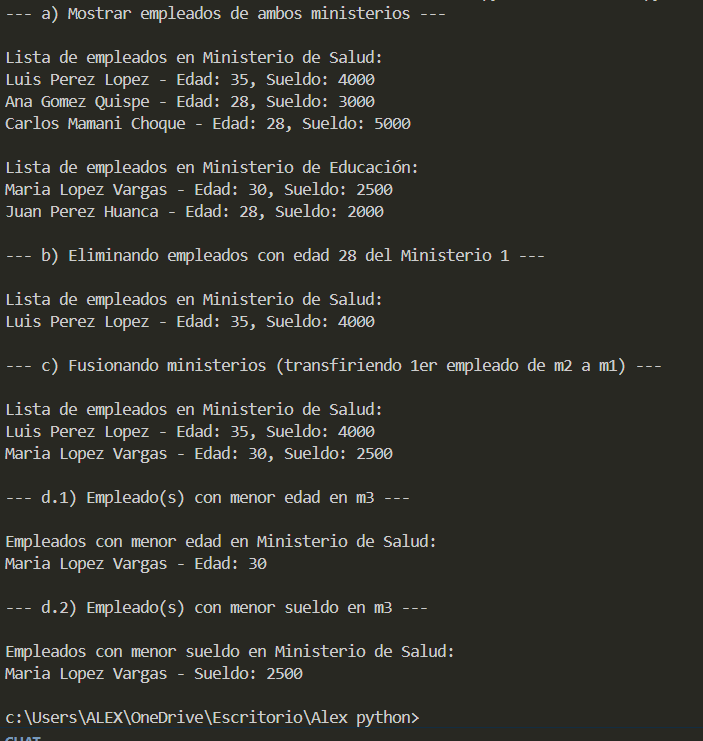 --- a) Mostrar empleados de ambos ministerios ---
Lista de empleados en Ministerio de Salud:
Luis Perez Lopez - Edad: 35, Sueldo: 4000
Ana Gomez Quispe - Edad: 28, Sueldo: 3000
Carlos Mamani Choque - Edad: 28, Sueldo: 5000
Lista de empleados en Ministerio de Educación:
Maria Lopez Vargas - Edad: 30, Sueldo: 2500
Juan Perez Huanca - Edad: 28, Sueldo: 2000
--- b) Eliminando empleados con edad 28 del Ministerio 1 ---
Lista de empleados en Ministerio de Salud:
Luis Perez Lopez - Edad: 35, Sueldo: 4000
--- c) Fusionando ministerios (transfiriendo 1er empleado de m2 a m1) ---
Lista de empleados en Ministerio de Salud:
Luis Perez Lopez - Edad: 35, Sueldo: 4000
Maria Lopez Vargas - Edad: 30, Sueldo: 2500
--- d.1) Empleado(s) con menor edad en m3 ---
Empleados con menor edad en Ministerio de Salud:
Maria Lopez Vargas - Edad: 30
--- d.2) Empleado(s) con menor sueldo en m3 ---
Empleados con menor sueldo en Ministerio de Salud:
Maria Lopez Vargas - Sueldo: 2500
c:\Users\ALEX\OneDrive\Escritorio\Alex python>